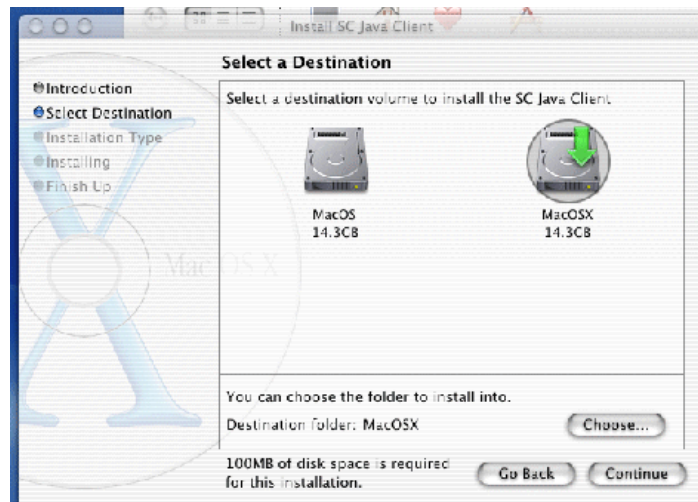 Install SC Java Client
Select a Destination
Introduction
Select Destination
Installation Type
Installing
Finish Up
Select a destination volume to install the SC Java Client
MacOS
14.3GB
MacOSX
14.3GB
Mac OS X
You can choose the folder to install into.
Destination folder: MacOSX
Choose...
100MB of disk space is required
for this installation.
Go Back
Continue